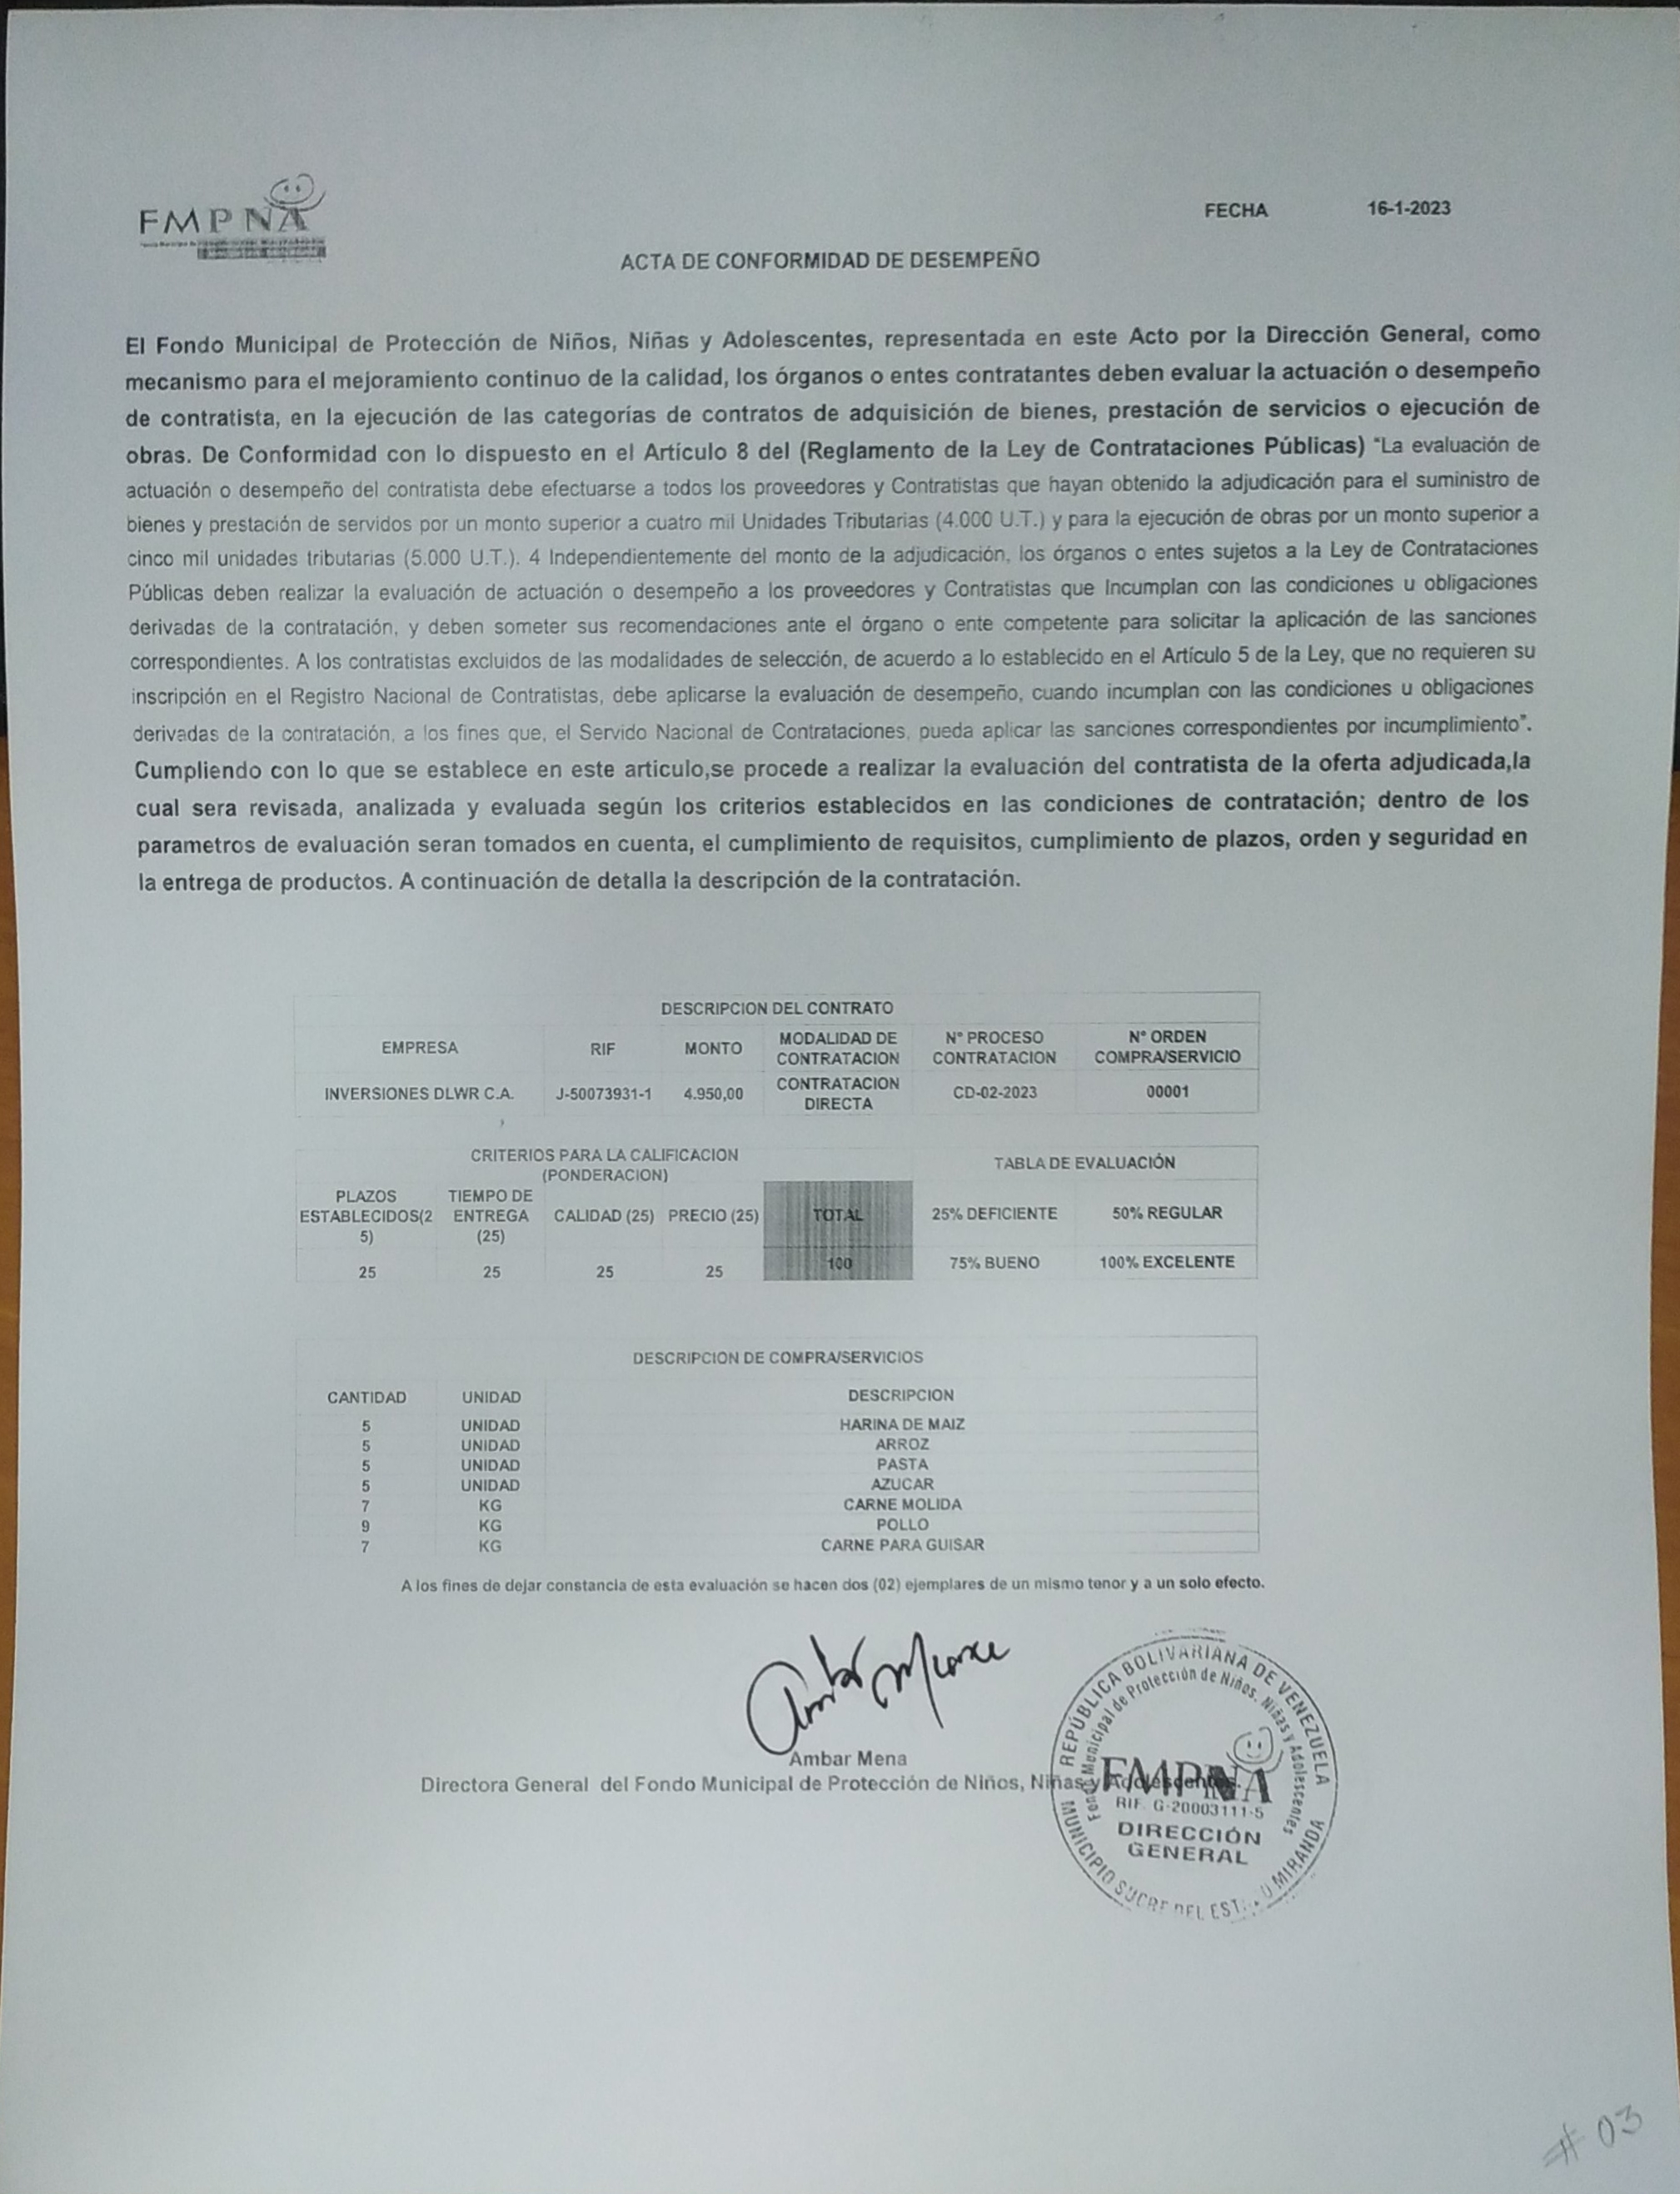 FMPNA
FECHA 16-1-2023
ACTA DE CONFORMIDAD DE DESEMPEÑO
El Fondo Municipal de Protección de Niños, Niñas y Adolescentes, representada en este Acto por la Dirección General, como
mecanismo para el mejoramiento continuo de la calidad, los órganos o entes contratantes deben evaluar la actuación o desempeño
de contratista, en la ejecución de las categorías de contratos de adquisición de bienes, prestación de servicios o ejecución de
obras. De Conformidad con lo dispuesto en el Artículo 8 del (Reglamento de la Ley de Contrataciones Públicas) "La evaluación de
actuación o desempeño del contratista debe efectuarse a todos los proveedores y Contratistas que hayan obtenido la adjudicación para el suministro de
bienes y prestación de servidos por un monto superior a cuatro mil Unidades Tributarias (4.000 U.T.) y para la ejecución de obras por un monto superior a
cinco mil unidades tributarias (5.000 U.T.). 4 Independientemente del monto de la adjudicación, los órganos o entes sujetos a la Ley de Contrataciones
Públicas deben realizar la evaluación de actuación o desempeño a los proveedores y Contratistas que Incumplan con las condiciones u obligaciones
derivadas de la contratación, y deben someter sus recomendaciones ante el órgano o ente competente para solicitar la aplicación de las sanciones
correspondientes. A los contratistas excluidos de las modalidades de selección, de acuerdo a lo establecido en el Artículo 5 de la Ley, que no requieren su
inscripción en el Registro Nacional de Contratistas, debe aplicarse la evaluación de desempeño, cuando incumplan con las condiciones u obligaciones
derivadas de la contratación, a los fines que, el Servido Nacional de Contrataciones, pueda aplicar las sanciones correspondientes por incumplimiento".
Cumpliendo con lo que se establece en este articulo,se procede a realizar la evaluación del contratista de la oferta adjudicada,la
cual sera revisada, analizada y evaluada según los criterios establecidos en las condiciones de contratación; dentro de los
parametros de evaluación seran tomados en cuenta, el cumplimiento de requisitos, cumplimiento de plazos, orden y seguridad en
la entrega de productos. A continuación de detalla la descripción de la contratación.
DESCRIPCION DEL CONTRATO
EMPRESA RIF MONTO MODALIDAD DE CONTRATACION N° PROCESO CONTRATACION N° ORDEN COMPRA/SERVICIO
INVERSIONES DLWR C.A. J-50073931-1 4.950,00 CONTRATACION DIRECTA CD-02-2023 00001
CRITERIOS PARA LA CALIFICACION (PONDERACION) TABLA DE EVALUACIÓN
PLAZOS ESTABLECIDOS(25) TIEMPO DE ENTREGA (25) CALIDAD (25) PRECIO (25) TOTAL 25% DEFICIENTE 50% REGULAR
25 25 25 25 100 75% BUENO 100% EXCELENTE
DESCRIPCION DE COMPRA/SERVICIOS
CANTIDAD UNIDAD DESCRIPCION
5 UNIDAD HARINA DE MAIZ
5 UNIDAD ARROZ
5 UNIDAD PASTA
5 UNIDAD AZUCAR
7 KG CARNE MOLIDA
9 KG POLLO
7 KG CARNE PARA GUISAR
A los fines de dejar constancia de esta evaluación se hacen dos (02) ejemplares de un mismo tenor y a un solo efecto.
Ambar Mena
Directora General del Fondo Municipal de Protección de Niños, Niñas y Adolescentes.
REPÚBLICA BOLIVARIANA DE VENEZUELA
Fondo Municipal de Protección de Niños, Niñas y Adolescentes
FMPNA
RIF. G-20003111-5
DIRECCIÓN
GENERAL
MUNICIPIO SUCRE DEL MIRANDA
# 03